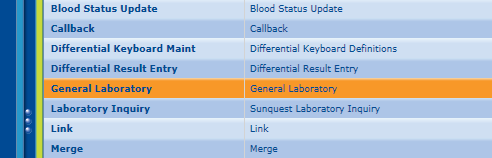 Blood Status Update Blood Status Update
Callback Callback
Differential Keyboard Maint Differential Keyboard Definitions
Differential Result Entry Differential Result Entry
General Laboratory General Laboratory
Laboratory Inquiry Sunquest Laboratory Inquiry
Link Link
Merge Merge